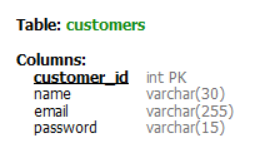 Table: customers
Columns:
customer_id int PK
name varchar(30)
email varchar(255)
password varchar(15)